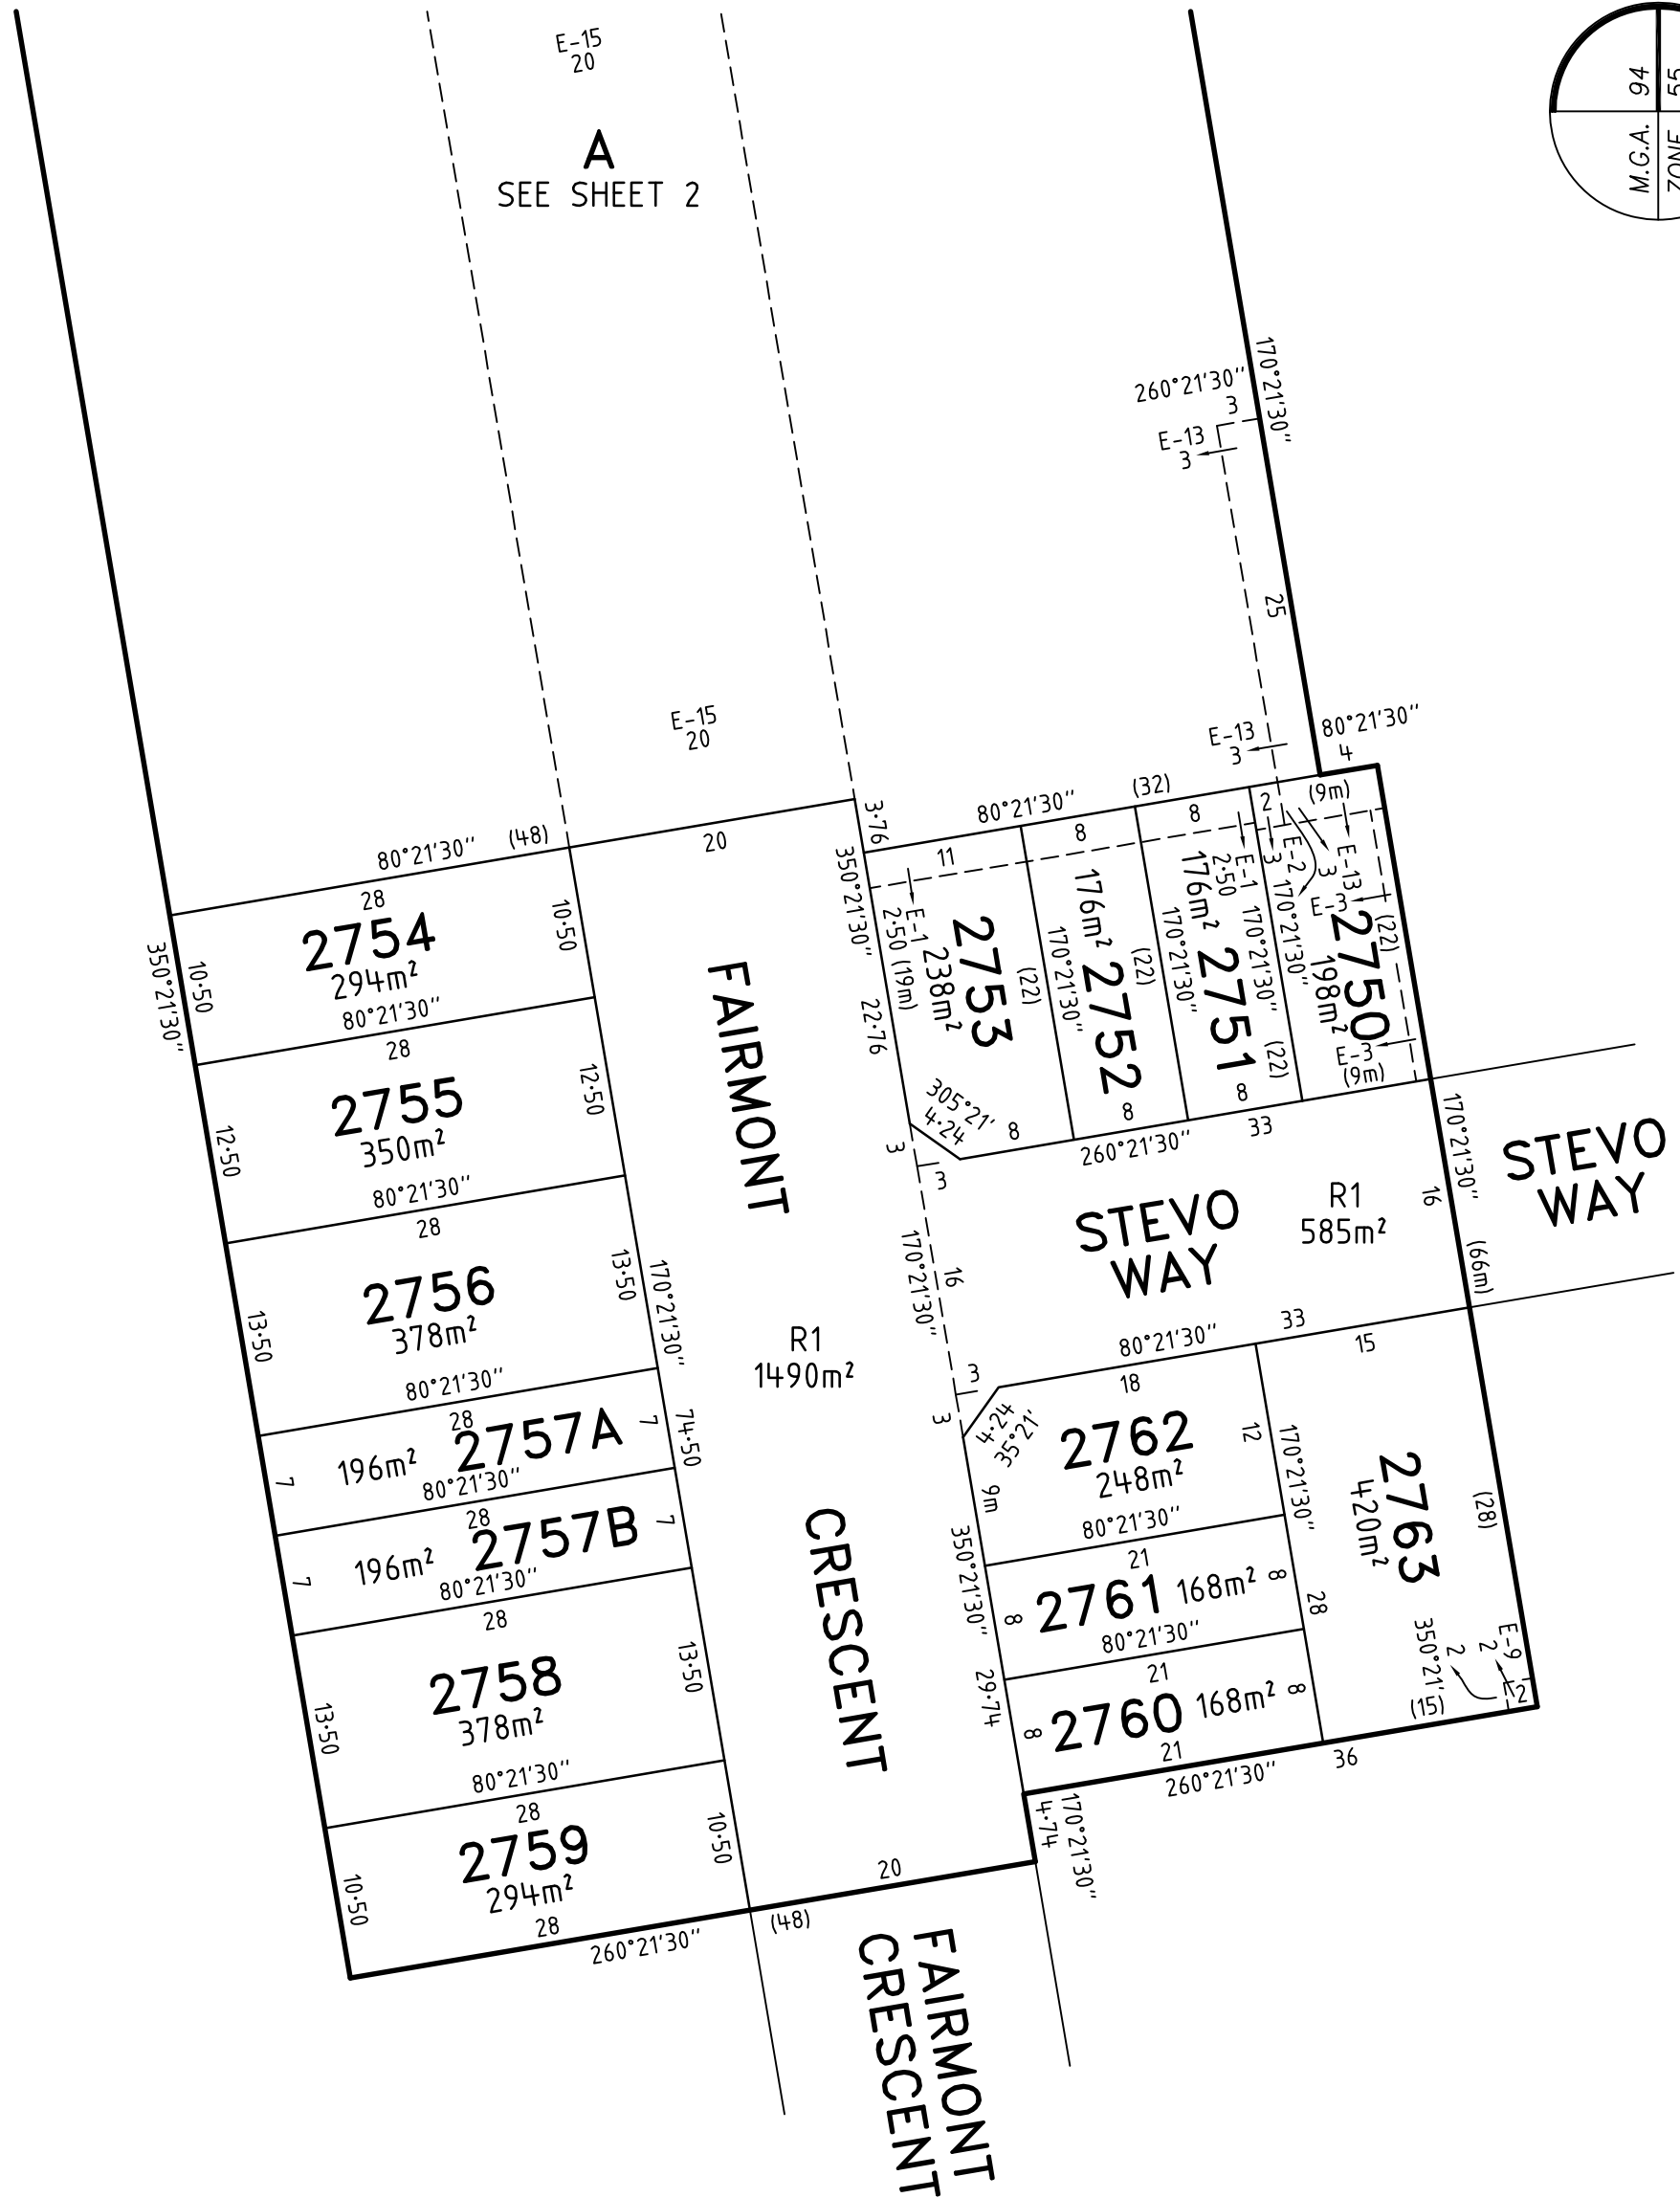 E-15
20
A
SEE SHEET 2
M.G.A. 94
ZONE 55
170°21'30"
260°21'30"
3
E-13
3
25
E-15
20
E-13
3
80°21'30"
4
80°21'30"
(48)
20
3·76
80°21'30"
(32)
28
2754
294m²
10·50
10·50
350°21'30"
80°21'30"
28
2755
350m²
12·50
12·50
80°21'30"
28
2756
378m²
13·50
13·50
170°21'30"
74·50
80°21'30"
28
2757A
196m²
7
7
80°21'30"
28
2757B
196m²
7
7
80°21'30"
28
2758
378m²
13·50
13·50
80°21'30"
28
2759
294m²
10·50
10·50
28
260°21'30"
(48)
20
FAIRMONT
CRESCENT
R1
1490m²
FAIRMONT
CRESCENT
350°21'30"
22·76
11
E-1
2·50
(19m)
2753
238m²
(22)
305°21'
4·24
8
170°21'30"
8
176m²
2752
(22)
8
170°21'30"
8
176m²
2751
E-1
2·50
170°21'30"
(22)
8
2
(9m)
3
E-2
3
E-13
170°21'30"
E-3
2750
198m²
(22)
E-3
(9m)
260°21'30"
33
3
3
170°21'30"
16
STEVO
WAY
R1
585m²
170°21'30"
16
(66m)
STEVO
WAY
3
3
80°21'30"
33
18
15
4·24
35°21'
2762
248m²
12
170°21'30"
9m
80°21'30"
21
2761
168m²
8
8
350°21'30"
29·74
80°21'30"
21
2760
168m²
8
8
21
28
2763
420m²
(28)
350°21'
2
2
E-9
2
(15)
36
260°21'30"
4·74
170°21'30"